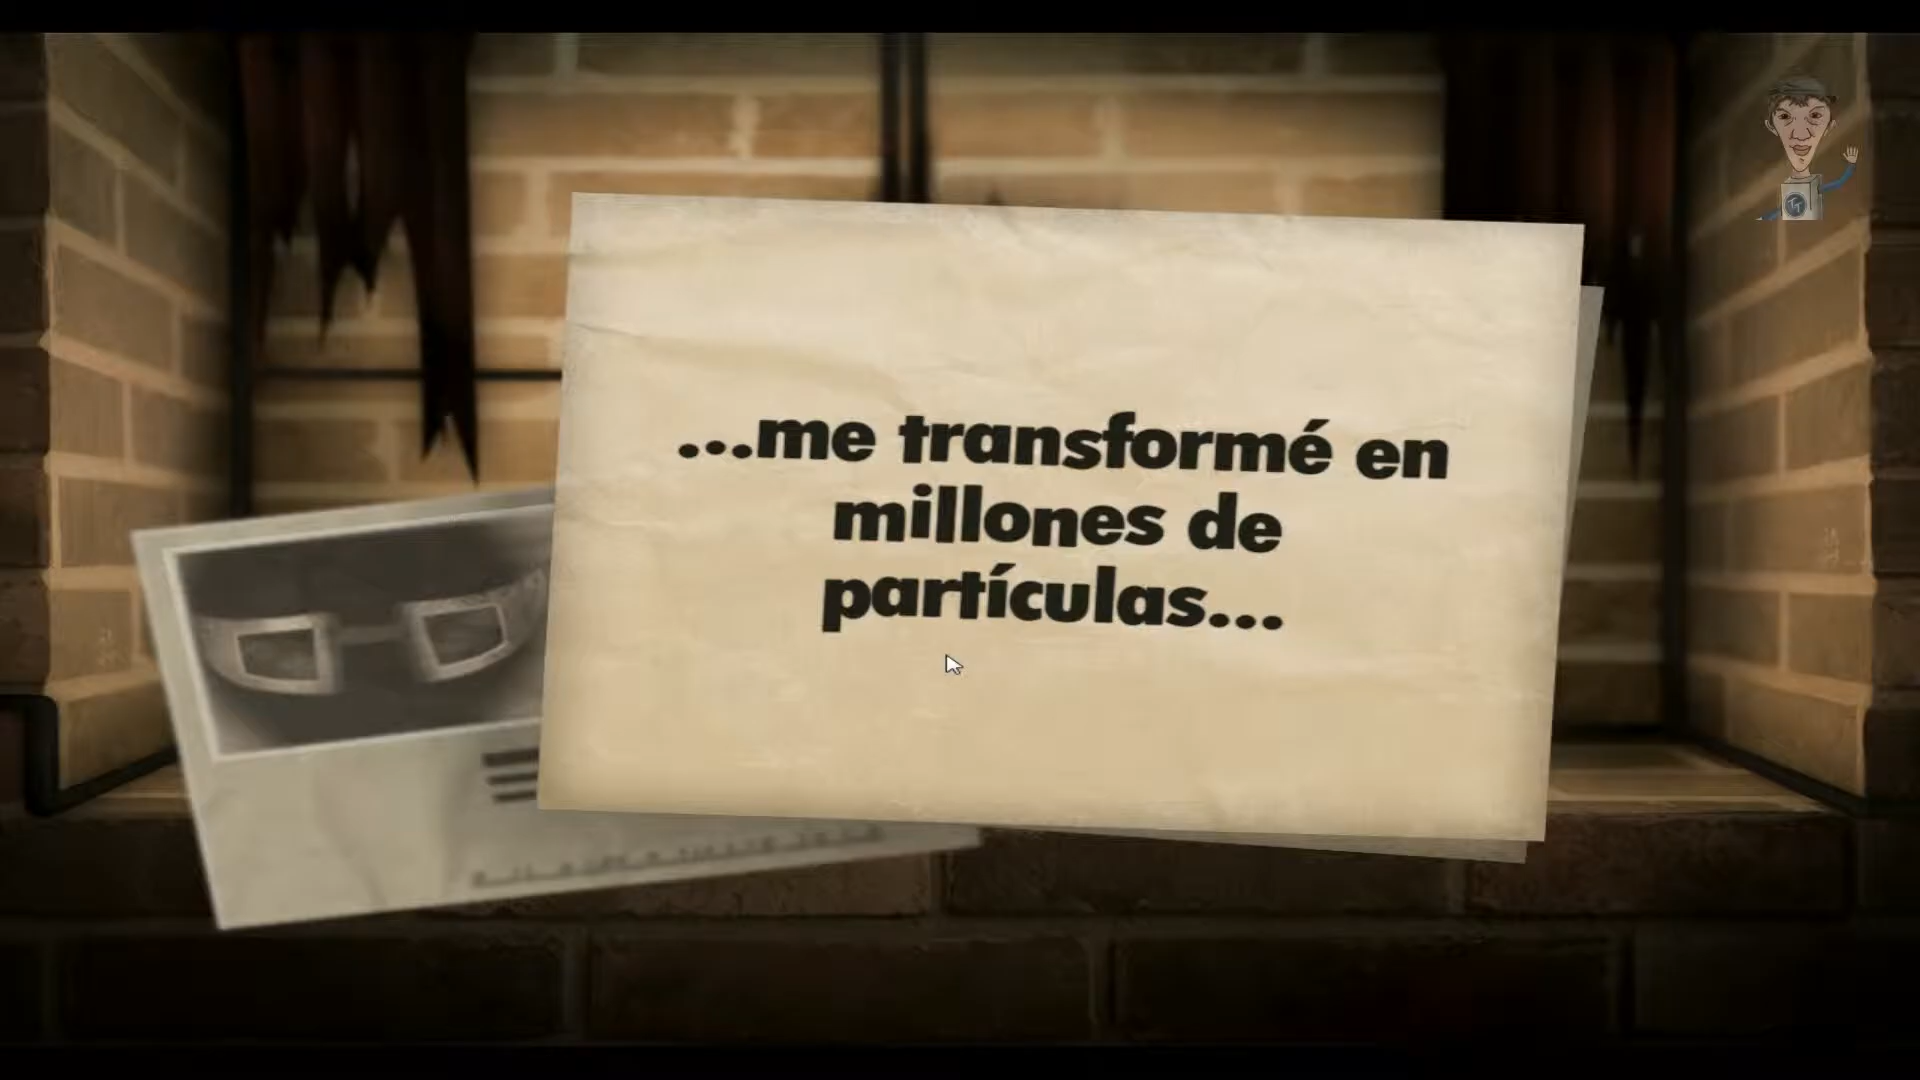 ...me transformé en
millones de
partículas...